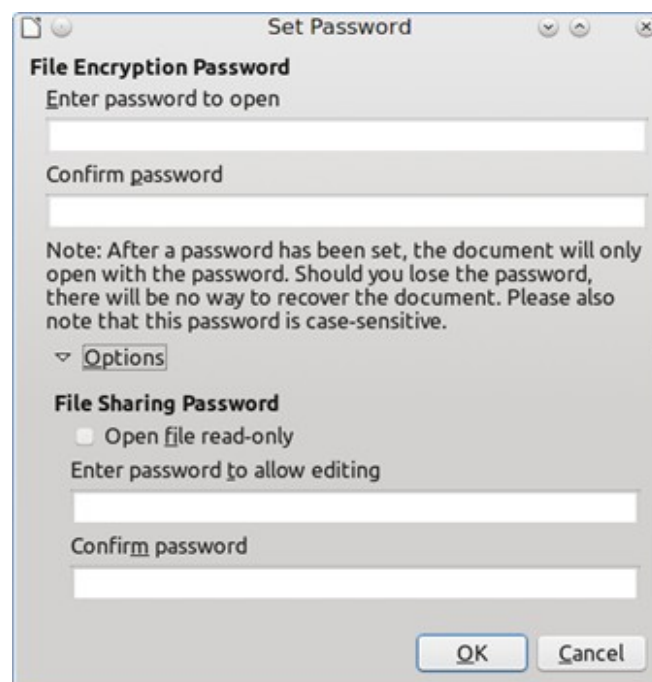 Set Password
File Encryption Password
Enter password to open
Confirm password
Note: After a password has been set, the document will only
open with the password. Should you lose the password,
there will be no way to recover the document. Please also
note that this password is case-sensitive.
Options
File Sharing Password
Open file read-only
Enter password to allow editing
Confirm password
OK Cancel